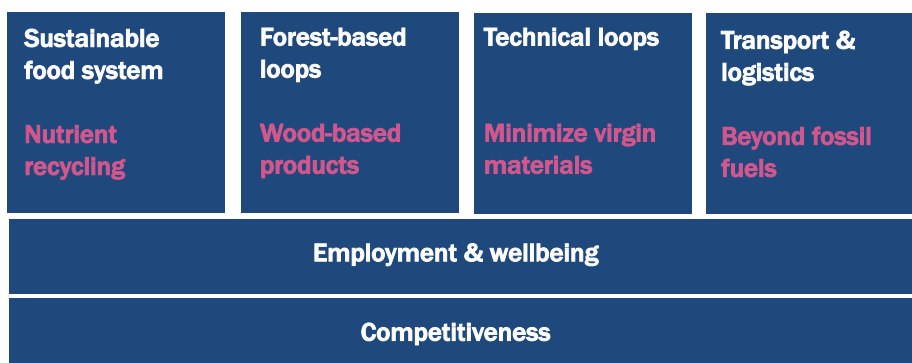 Sustainable
food system
Nutrient
recycling
Forest-based
loops
Wood-based
products
Technical loops
Minimize virgin
materials
Transport &
logistics
Beyond fossil
fuels
Employment & wellbeing
Competitiveness